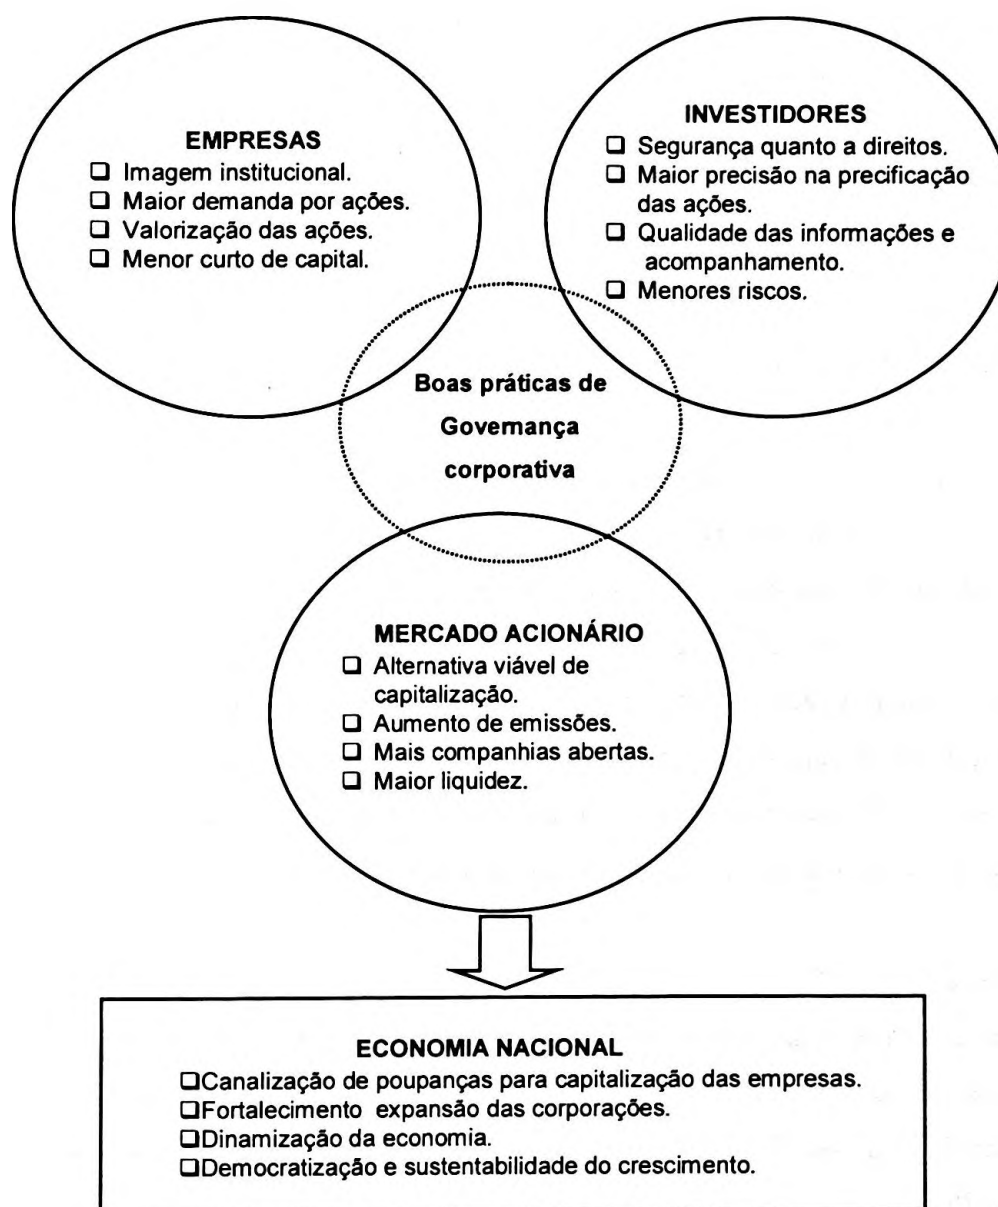 EMPRESAS
❑ Imagem institucional.
❑ Maior demanda por ações.
❑ Valorização das ações.
❑ Menor curto de capital.
INVESTIDORES
❑ Segurança quanto a direitos.
❑ Maior precisão na precificação
das ações.
❑ Qualidade das informações e
acompanhamento.
❑ Menores riscos.
Boas práticas de
Governança
corporativa
MERCADO ACIONÁRIO
❑ Alternativa viável de
capitalização.
❑ Aumento de emissões.
❑ Mais companhias abertas.
❑ Maior liquidez.
ECONOMIA NACIONAL
❑Canalização de poupanças para capitalização das empresas.
❑Fortalecimento expansão das corporações.
❑Dinamização da economia.
❑Democratização e sustentabilidade do crescimento.